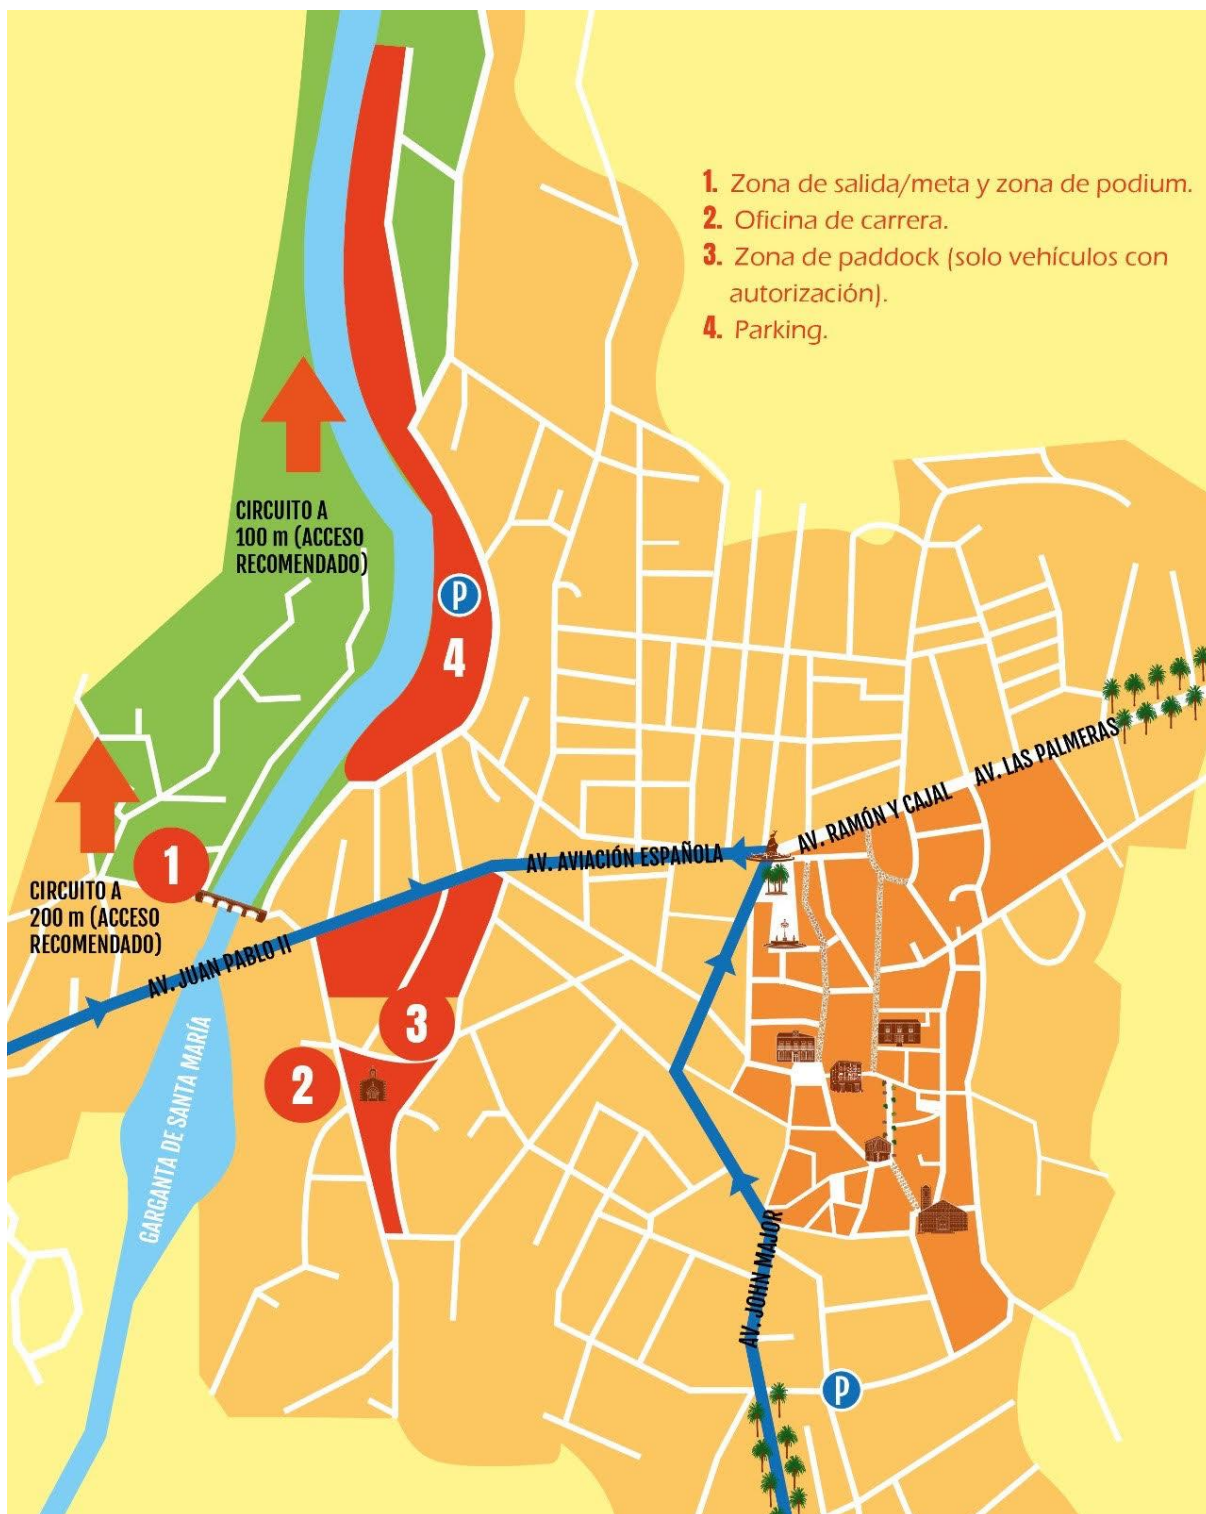 1. Zona de salida/meta y zona de podium.
2. Oficina de carrera.
3. Zona de paddock (solo vehículos con
autorización).
4. Parking.
CIRCUITO A
100 m (ACCESO
RECOMENDADO)
P
4
AV. LAS PALMERAS
AV. RAMÓN Y CAJAL
AV. AVIACIÓN ESPAÑOLA
1
CIRCUITO A
200 m (ACCESO
RECOMENDADO)
AV. JUAN PABLO II
3
2
GARGANTA DE SANTA MARÍA
AV. JOHN MAJOR
P